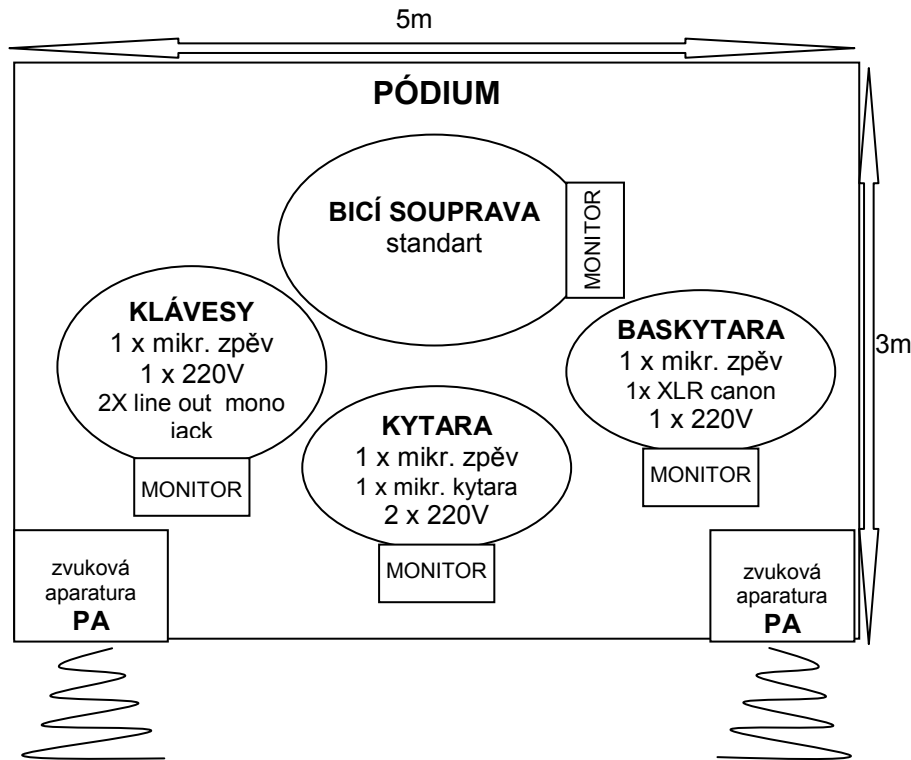 5m
PÓDIUM
BICÍ SOUPRAVA
standart
MONITOR
KLÁVESY
1 x mikr. zpěv
1 x 220V
2X line out mono
jack
MONITOR
BASKYTARA
1 x mikr. zpěv
1x XLR canon
1 x 220V
MONITOR
3m
KYTARA
1 x mikr. zpěv
1 x mikr. kytara
2 x 220V
MONITOR
zvuková
aparatura
PA
zvuková
aparatura
PA